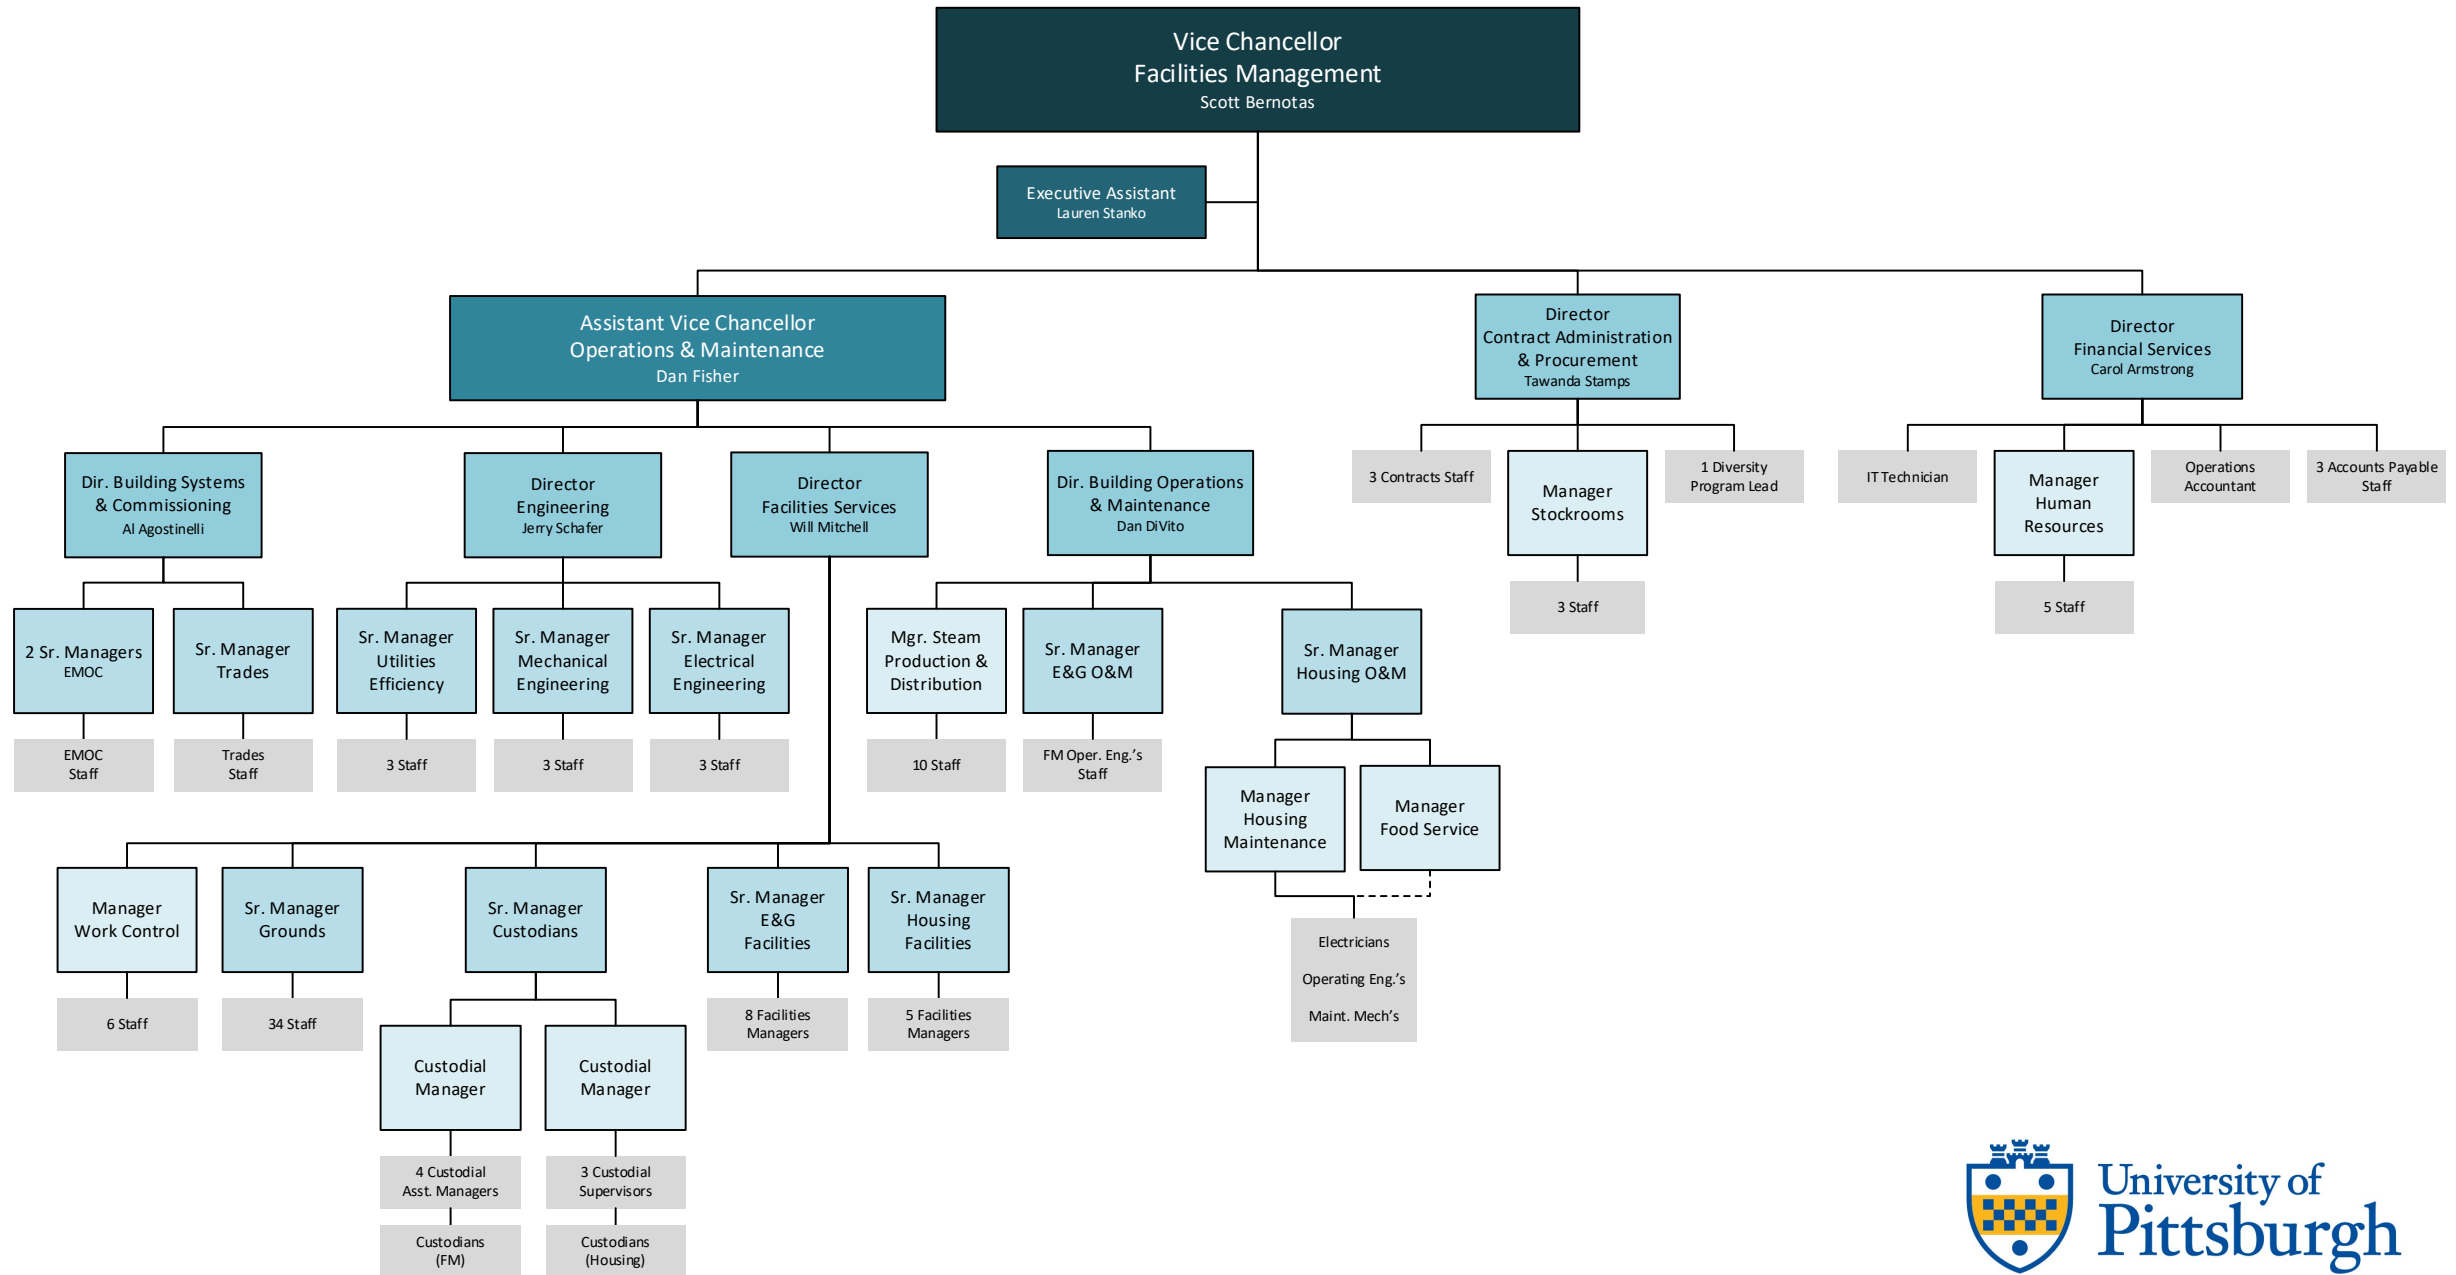 Vice Chancellor
Facilities Management
Scott Bernotas
Executive Assistant
Lauren Stanko
Assistant Vice Chancellor
Operations & Maintenance
Dan Fisher
Director
Contract Administration
& Procurement
Tawanda Stamps
Director
Financial Services
Carol Armstrong
Dir. Building Systems
& Commissioning
Al Agostinelli
Director
Engineering
Jerry Schafer
Director
Facilities Services
Will Mitchell
Dir. Building Operations
& Maintenance
Dan DiVito
3 Contracts Staff
Manager
Stockrooms
1 Diversity
Program Lead
IT Technician
Manager
Human
Resources
Operations
Accountant
3 Accounts Payable
Staff
3 Staff
5 Staff
2 Sr. Managers
EMOC
Sr. Manager
Trades
Sr. Manager
Utilities
Efficiency
Sr. Manager
Mechanical
Engineering
Sr. Manager
Electrical
Engineering
Mgr. Steam
Production &
Distribution
Sr. Manager
E&G O&M
Sr. Manager
Housing O&M
EMOC
Staff
Trades
Staff
3 Staff
3 Staff
3 Staff
10 Staff
FM Oper. Eng.'s
Staff
Manager
Housing
Maintenance
Manager
Food Service
Electricians
Operating Eng.'s
Maint. Mech's
Manager
Work Control
Sr. Manager
Grounds
Sr. Manager
Custodians
Sr. Manager
E&G
Facilities
Sr. Manager
Housing
Facilities
6 Staff
34 Staff
8 Facilities
Managers
5 Facilities
Managers
Custodial
Manager
Custodial
Manager
4 Custodial
Asst. Managers
3 Custodial
Supervisors
Custodians
(FM)
Custodians
(Housing)
University of
Pittsburgh